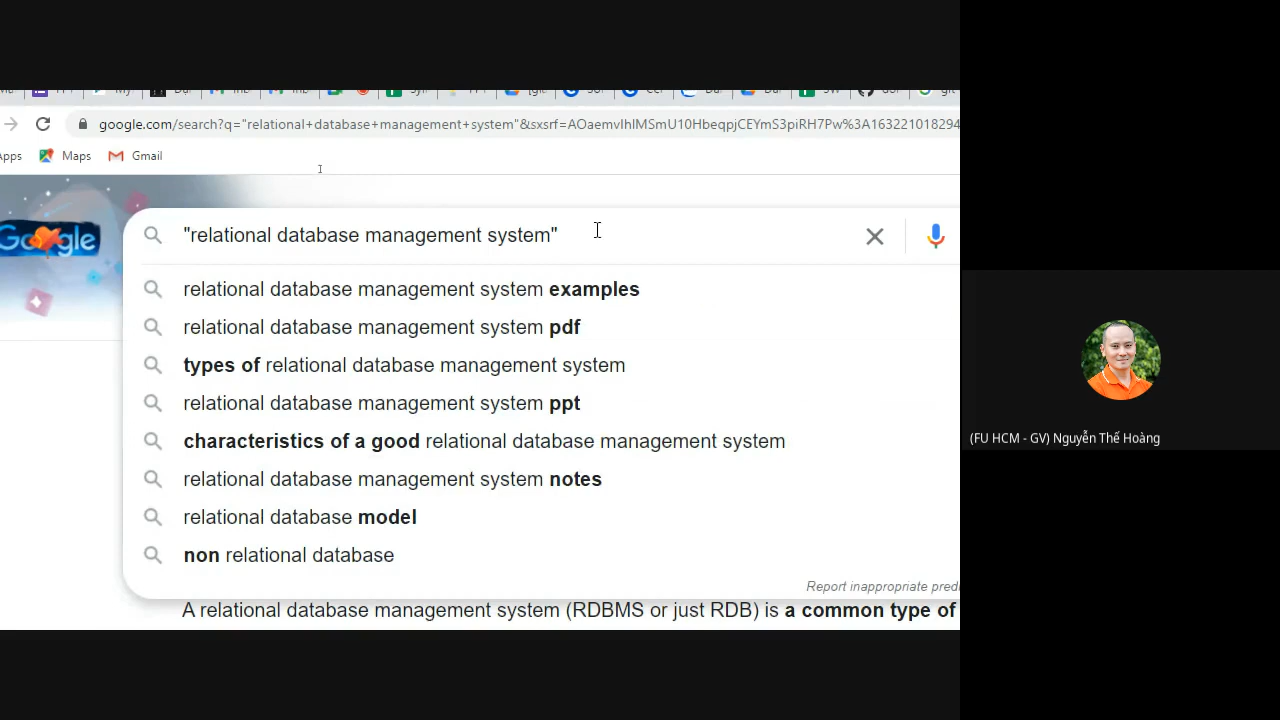 google.com/search?q="relational+database+management+system"&sxsrf=AOaemvIhIMSmU10HbeqpjCEYmS3piRH7Pw%3A163221018294
Apps Maps Gmail
Google
"relational database management system"
relational database management system examples
relational database management system pdf
types of relational database management system
relational database management system ppt
characteristics of a good relational database management system
relational database management system notes
relational database model
non relational database
Report inappropriate predi
A relational database management system (RDBMS or just RDB) is a common type of
(FU HCM - GV) Nguyễn Thế Hoàng